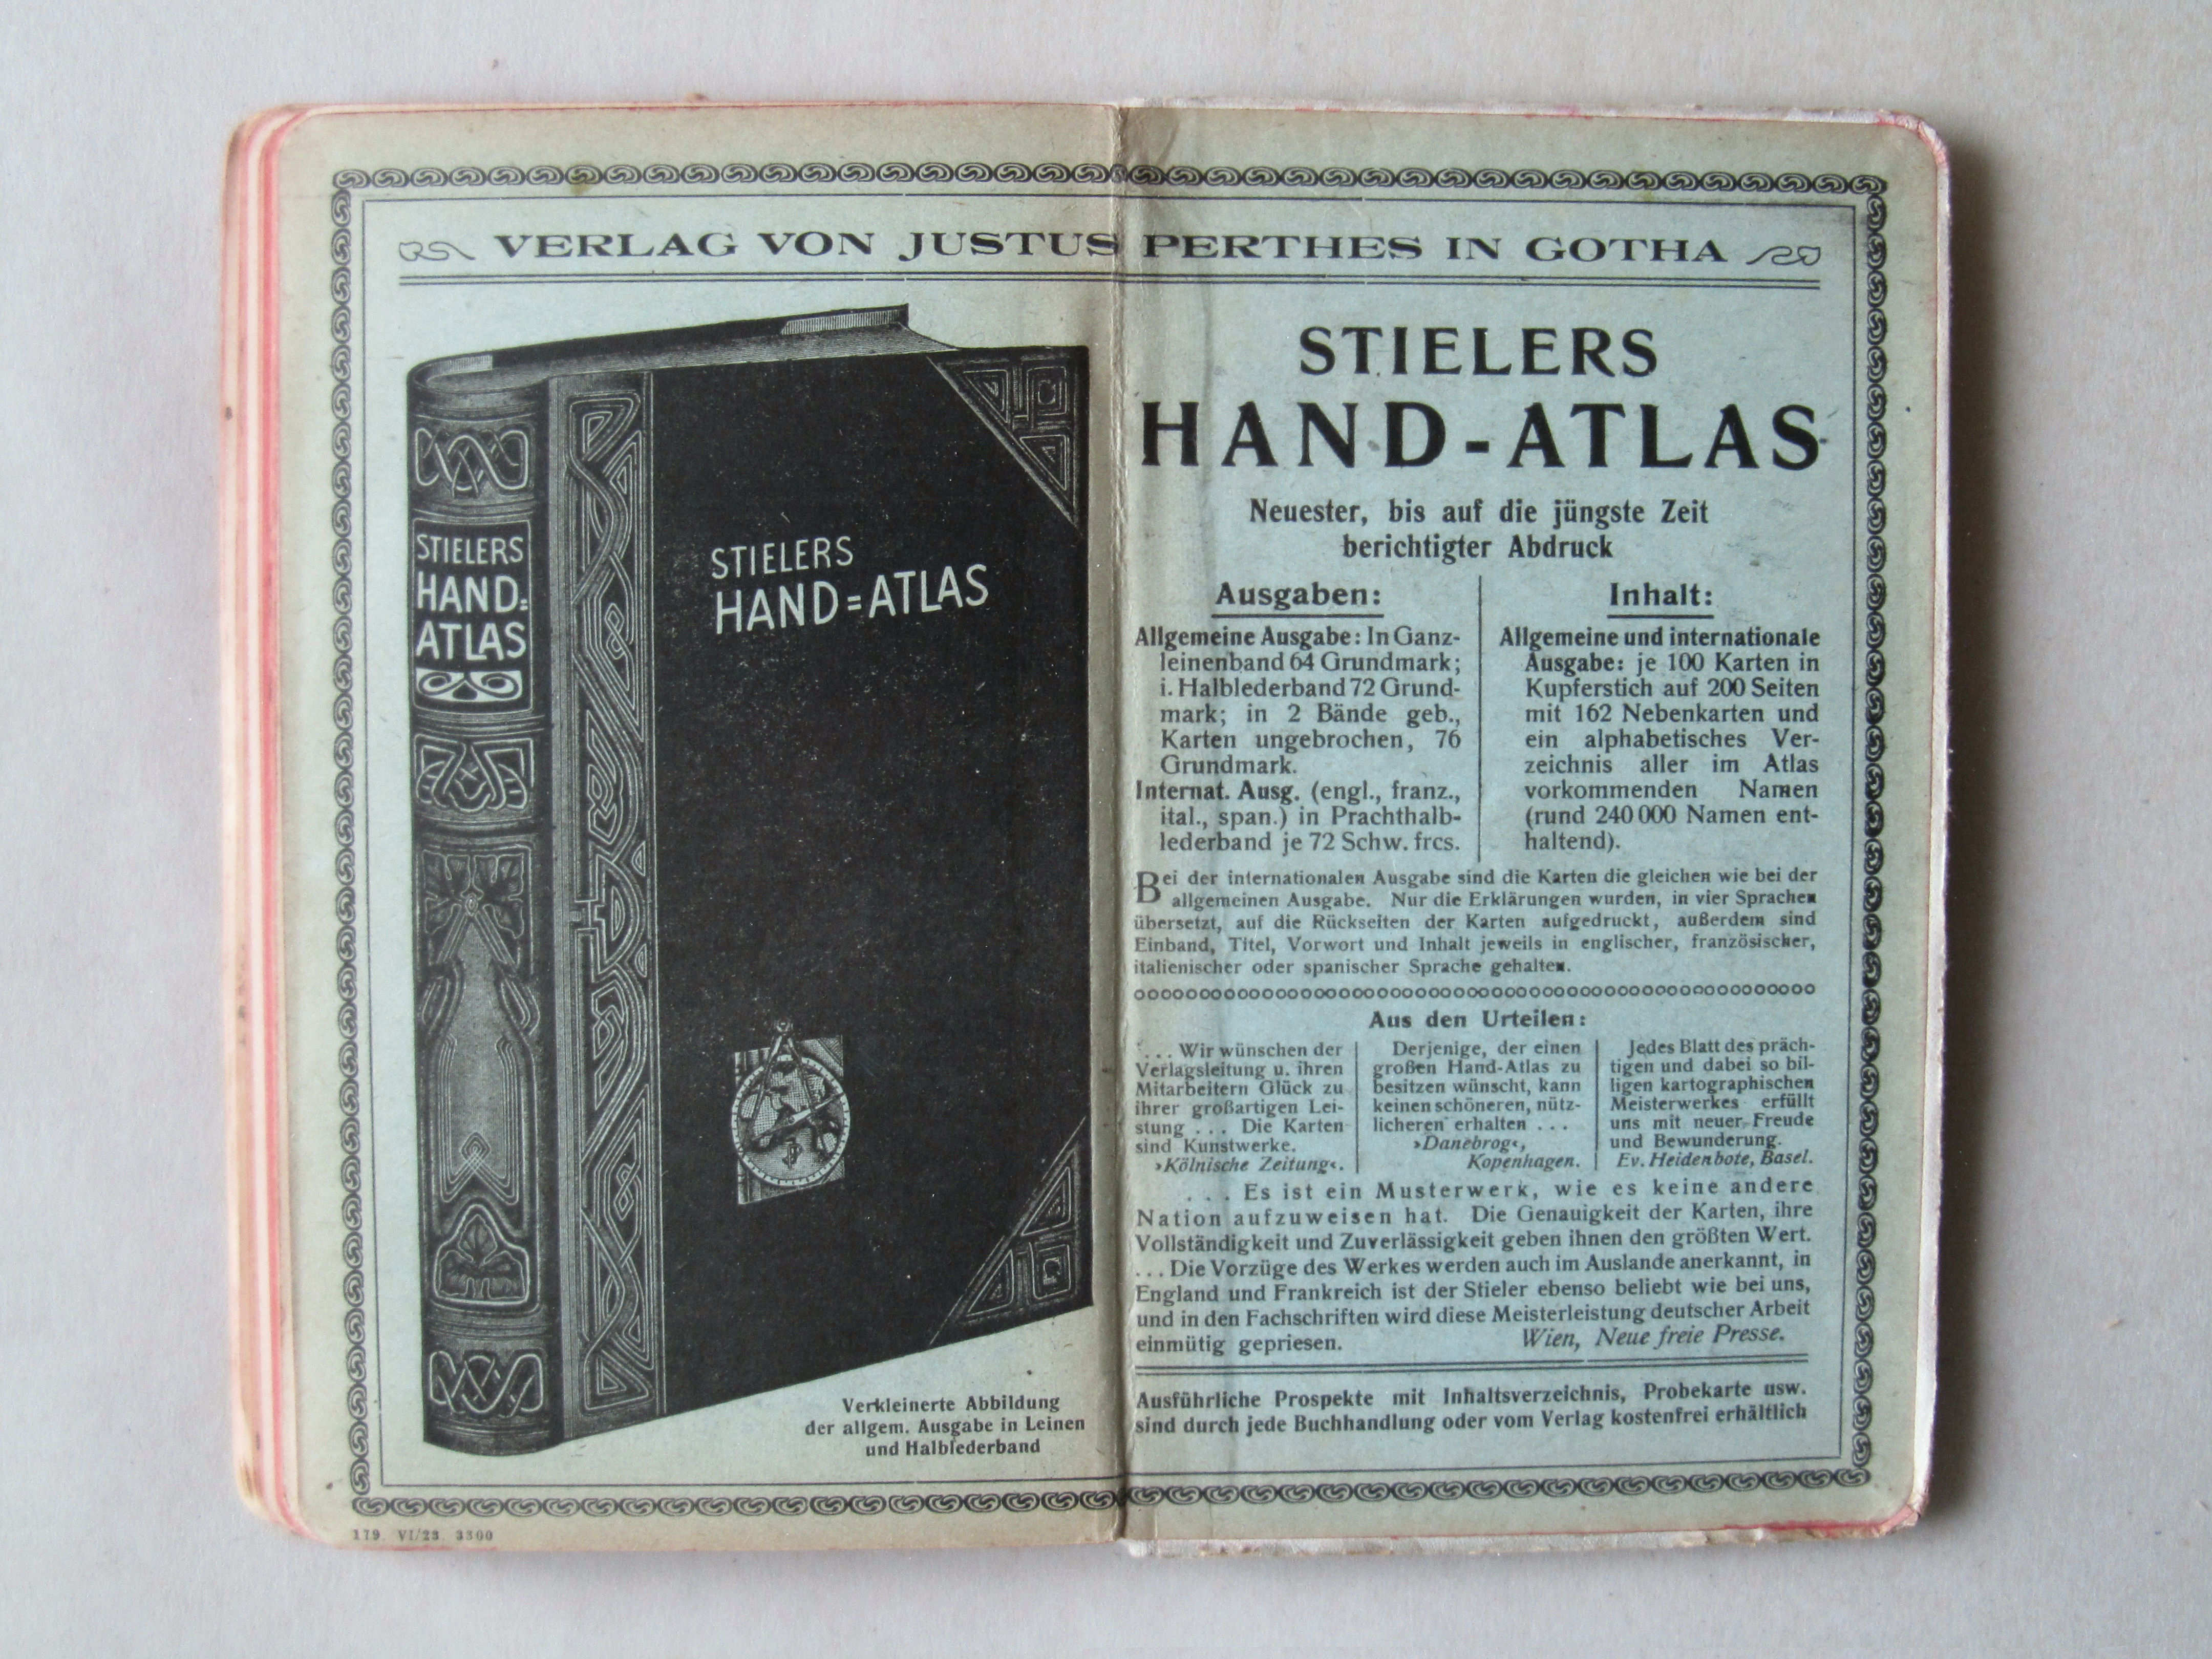 VERLAG VON JUSTUS PERTHES IN GOTHA
STIELERS
HAND=
ATLAS
STIELERS
HAND=ATLAS
Verkleinerte Abbildung
der allgem. Ausgabe in Leinen
und Halblederband
179 VI/23 3300
STIELERS
HAND-ATLAS
Neuester, bis auf die jüngste Zeit
berichtigter Abdruck
Ausgaben:
Allgemeine Ausgabe: In Ganz-
leinenband 64 Grundmark;
i. Halblederband 72 Grund-
mark; in 2 Bände geb.,
Karten ungebrochen, 76
Grundmark.
Internat. Ausg. (engl., franz.,
ital., span.) in Prachthalb-
lederband je 72 Schw. frcs.
Inhalt:
Allgemeine und internationale
Ausgabe: je 100 Karten in
Kupferstich auf 200 Seiten
mit 162 Nebenkarten und
ein alphabetisches Ver-
zeichnis aller im Atlas
vorkommenden Namen
(rund 240 000 Namen ent-
haltend).
Bei der internationalen Ausgabe sind die Karten die gleichen wie bei der
allgemeinen Ausgabe. Nur die Erklärungen wurden, in vier Sprachen
übersetzt, auf die Rückseiten der Karten aufgedruckt, außerdem sind
Einband, Titel, Vorwort und Inhalt jeweils in englischer, französischer,
italienischer oder spanischer Sprache gehalten.
Aus den Urteilen:
... Wir wünschen der
Verlagsleitung u. ihren
Mitarbeitern Glück zu
ihrer großartigen Lei-
stung ... Die Karten
sind Kunstwerke.
›Kölnische Zeitung‹.
Derjenige, der einen
großen Hand-Atlas zu
besitzen wünscht, kann
keinen schöneren, nütz-
licheren erhalten ...
›Danebrog‹,
Kopenhagen.
Jedes Blatt des präch-
tigen und dabei so bil-
ligen kartographischen
Meisterwerkes erfüllt
uns mit neuer Freude
und Bewunderung.
Ev. Heidenbote, Basel.
... Es ist ein Musterwerk, wie es keine andere
Nation aufzuweisen hat. Die Genauigkeit der Karten, ihre
Vollständigkeit und Zuverlässigkeit geben ihnen den größten Wert.
... Die Vorzüge des Werkes werden auch im Auslande anerkannt, in
England und Frankreich ist der Stieler ebenso beliebt wie bei uns,
und in den Fachschriften wird diese Meisterleistung deutscher Arbeit
einmütig gepriesen. Wien, Neue freie Presse.
Ausführliche Prospekte mit Inhaltsverzeichnis, Probekarte usw.
sind durch jede Buchhandlung oder vom Verlag kostenfrei erhältlich